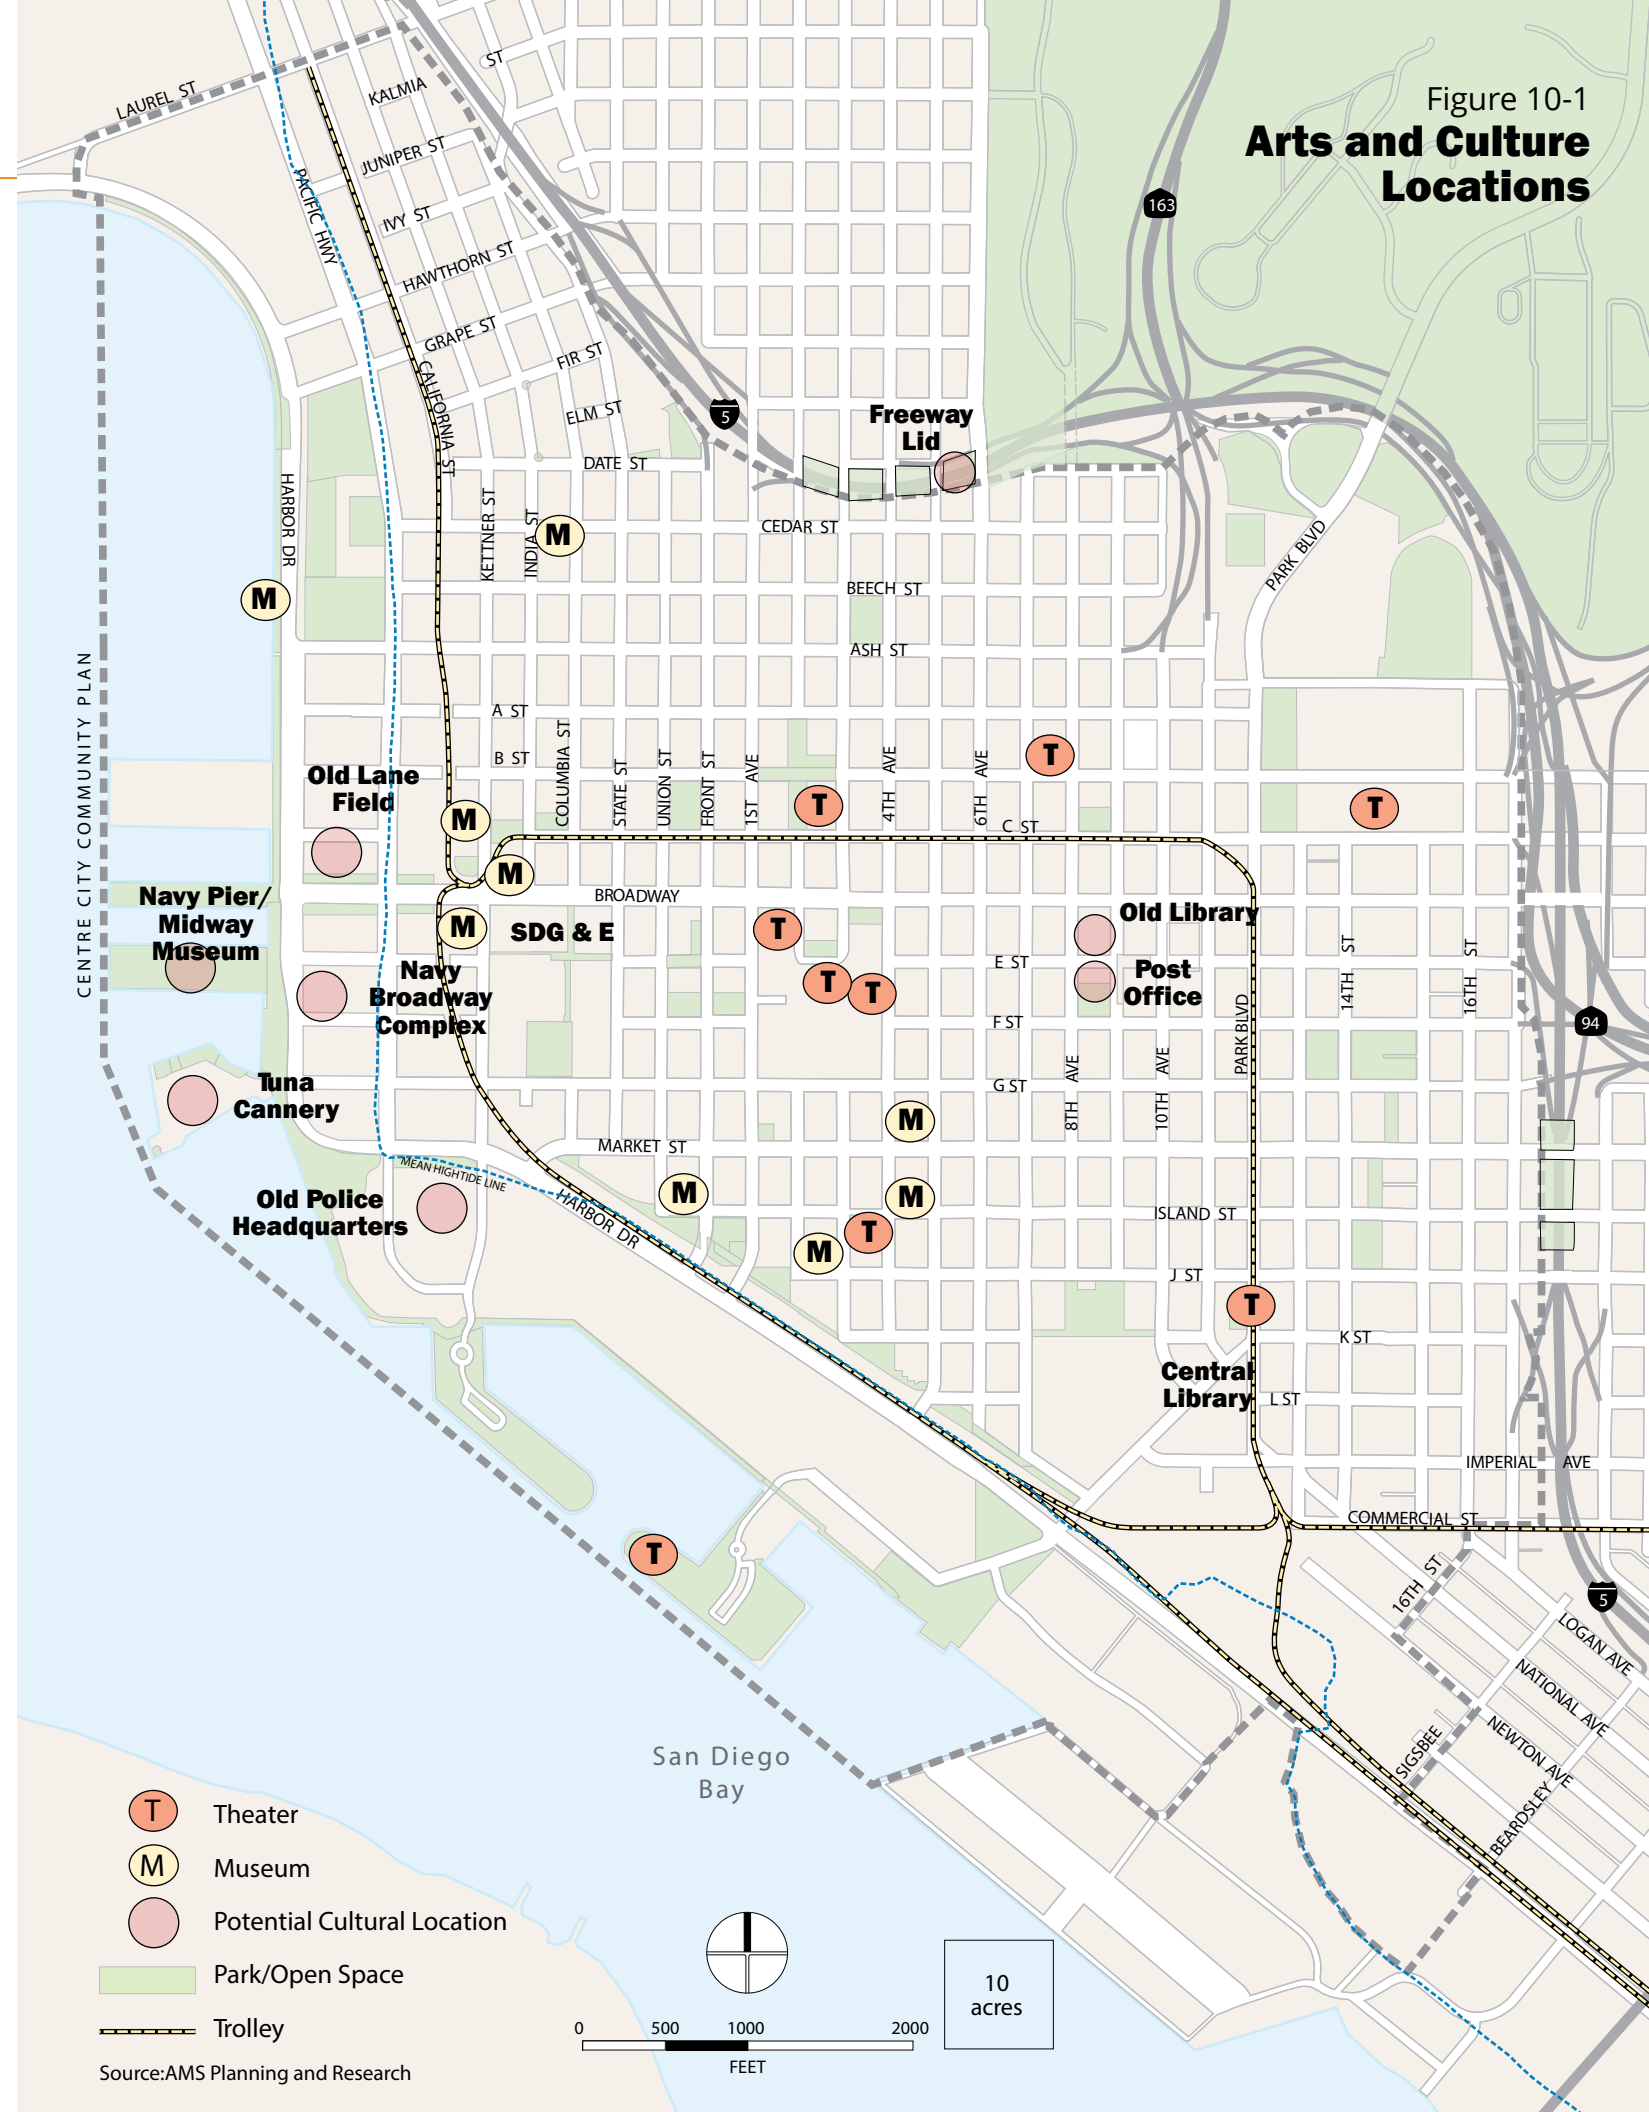 Figure 10-1
Arts and Culture
Locations
ST
KALMIA
LAUREL ST
JUNIPER ST
163
PACIFIC HWY
IVY ST
HAWTHORN ST
GRAPE ST
FIR ST
CALIFORNIA ST
ELM ST
5
Freeway
Lid
DATE ST
HARBOR DR
KETTNER ST
INDIA ST
M
CEDAR ST
PARK BLVD
BEECH ST
M
ASH ST
CENTRE CITY COMMUNITY PLAN
A ST
B ST
COLUMBIA ST
STATE ST
UNION ST
FRONT ST
1ST AVE
4TH AVE
6TH AVE
T
Old Lane
Field
M
T
T
C ST
M
BROADWAY
Navy Pier/
Midway
Museum
M
SDG & E
T
Old Library
E ST
14TH ST
16TH ST
Navy
Broadway
Complex
T
T
Post
Office
F ST
PARK BLVD
94
Tuna
Cannery
G ST
8TH AVE
10TH AVE
M
MARKET ST
MEAN HIGHTIDE LINE
Old Police
Headquarters
M
M
HARBOR DR
ISLAND ST
T
M
J ST
T
K ST
Central
Library
L ST
IMPERIAL AVE
COMMERCIAL ST
T
16TH ST
5
LOGAN AVE
NATIONAL AVE
NEWTON AVE
SIGSBEE
BEARDSLEY
San Diego
Bay
T Theater
M Museum
Potential Cultural Location
Park/Open Space
Trolley
Source:AMS Planning and Research
0 500 1000 2000
FEET
10
acres